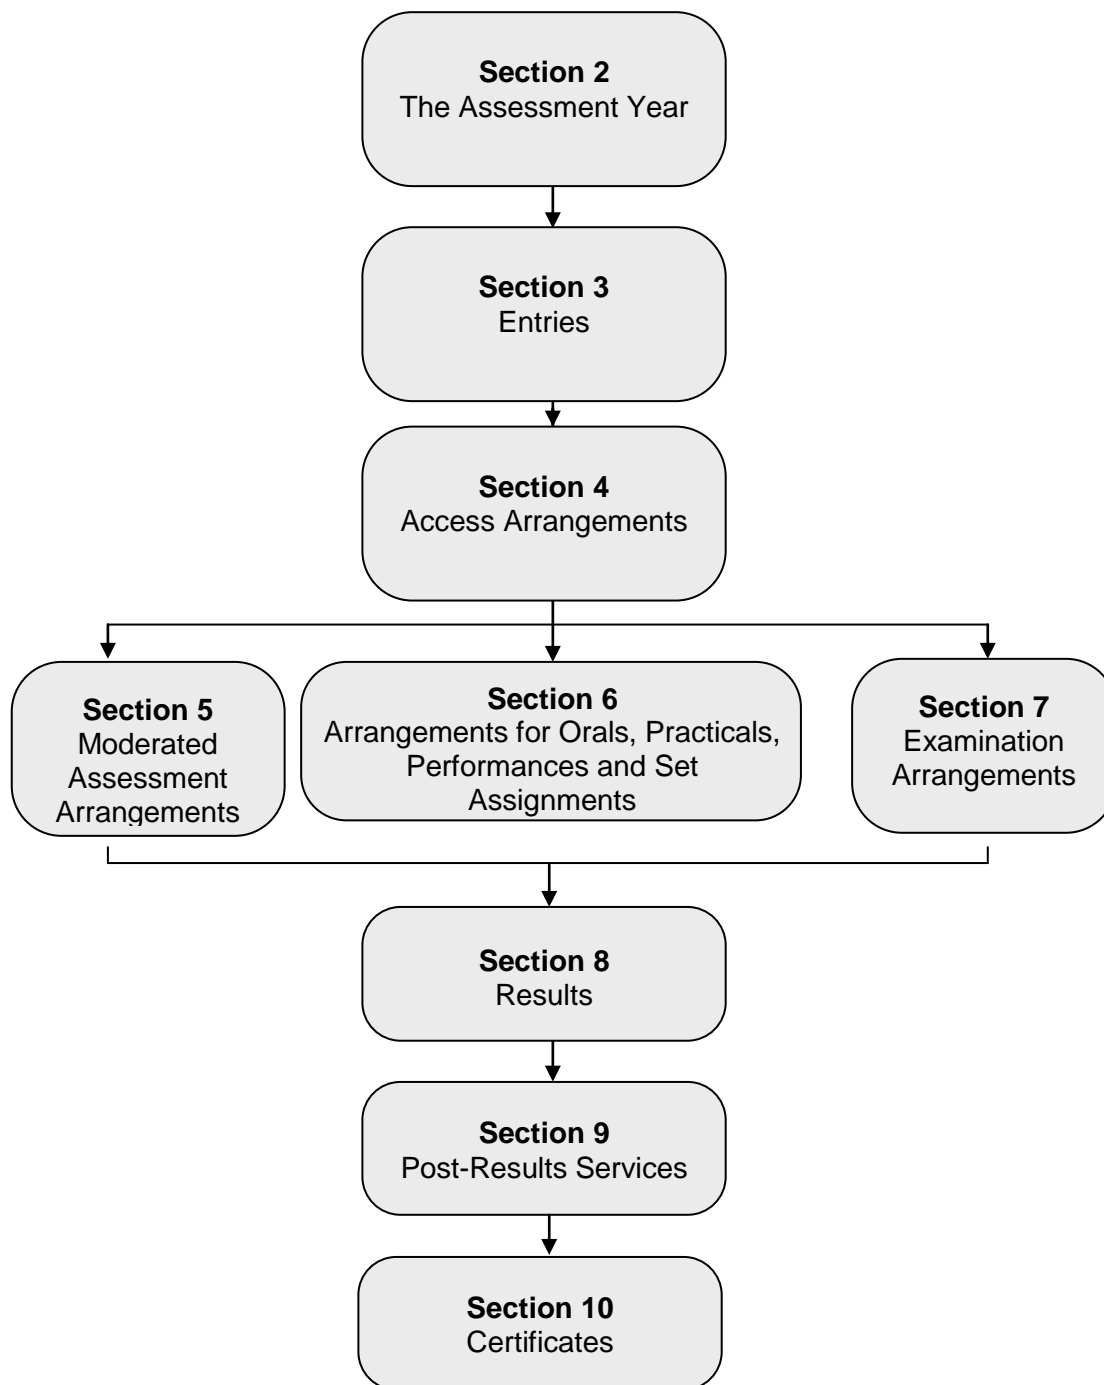 Section 2
The Assessment Year
Section 3
Entries
Section 4
Access Arrangements
Section 5
Moderated
Assessment
Arrangements
Section 6
Arrangements for Orals, Practicals,
Performances and Set
Assignments
Section 7
Examination
Arrangements
Section 8
Results
Section 9
Post-Results Services
Section 10
Certificates